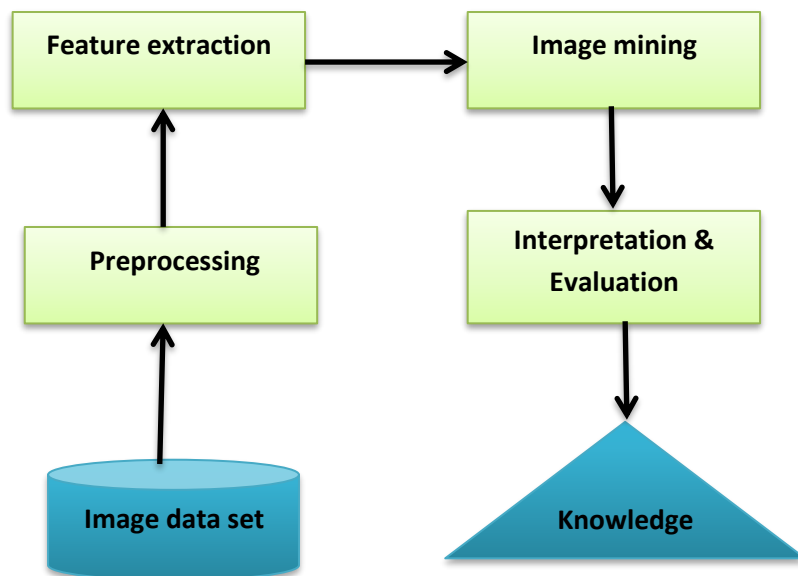 Feature extraction
Image mining
Preprocessing
Interpretation &
Evaluation
Image data set
Knowledge